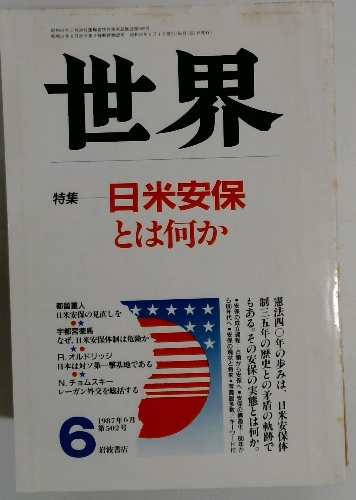 世界
特集
日米安保
とは何か
都留重人
日米安保の見直しを
宇都宮徳馬
なぜ、日米安保体制は危険か
R.オルドリッジ
日本は対ソ第一撃基地である
N.チョムスキー
レーガン外交を総括する
憲法四〇年の歩みは、日米安保体
制三五年の歴史との矛盾の軌跡で
もある。その安保の実態とは何か。
6
1987年6月
第502号
岩波書店